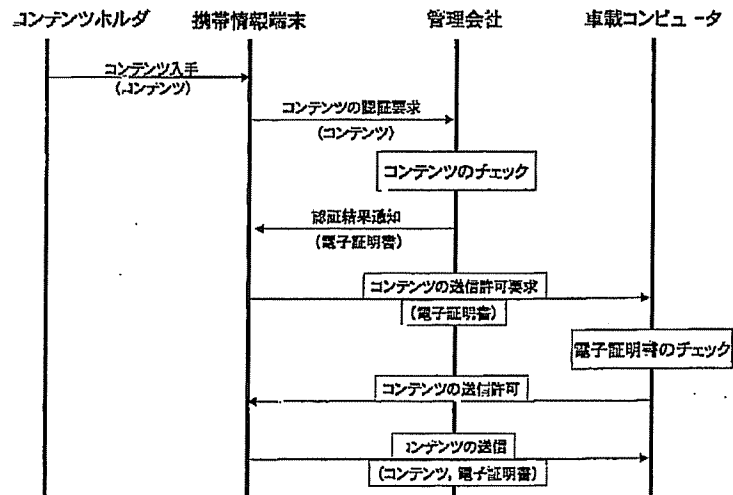 コンテンツホルダ
携帯情報端末
管理会社
車載コンピュータ
コンテンツ入手
(コンテンツ)
コンテンツの認証要求
(コンテンツ)
コンテンツのチェック
認証結果通知
(電子証明書)
コンテンツの送信許可要求
(電子証明書)
電子証明書のチェック
コンテンツの送信許可
コンテンツの送信
(コンテンツ, 電子証明書)